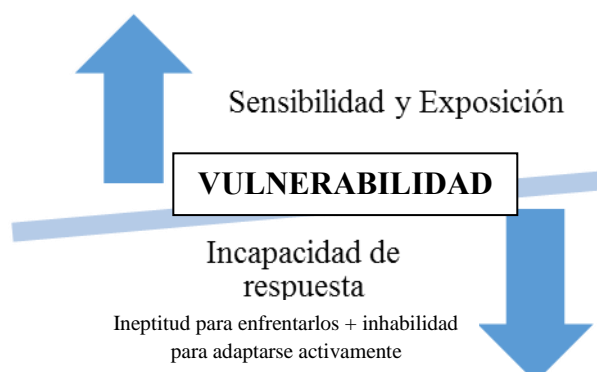 Sensibilidad y Exposición
VULNERABILIDAD
Incapacidad de
respuesta
Ineptitud para enfrentarlos + inhabilidad
para adaptarse activamente